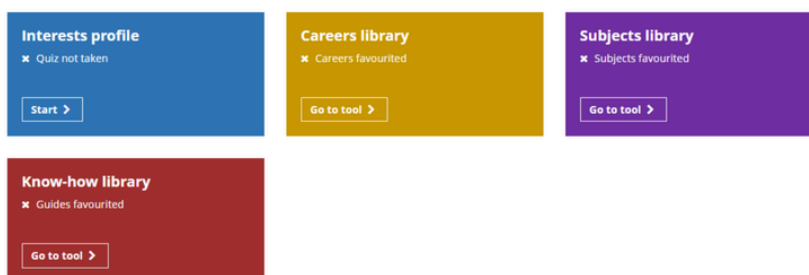 Interests profile
✖ Quiz not taken
Start >
Careers library
✖ Careers favourited
Go to tool >
Subjects library
✖ Subjects favourited
Go to tool >
Know-how library
✖ Guides favourited
Go to tool >